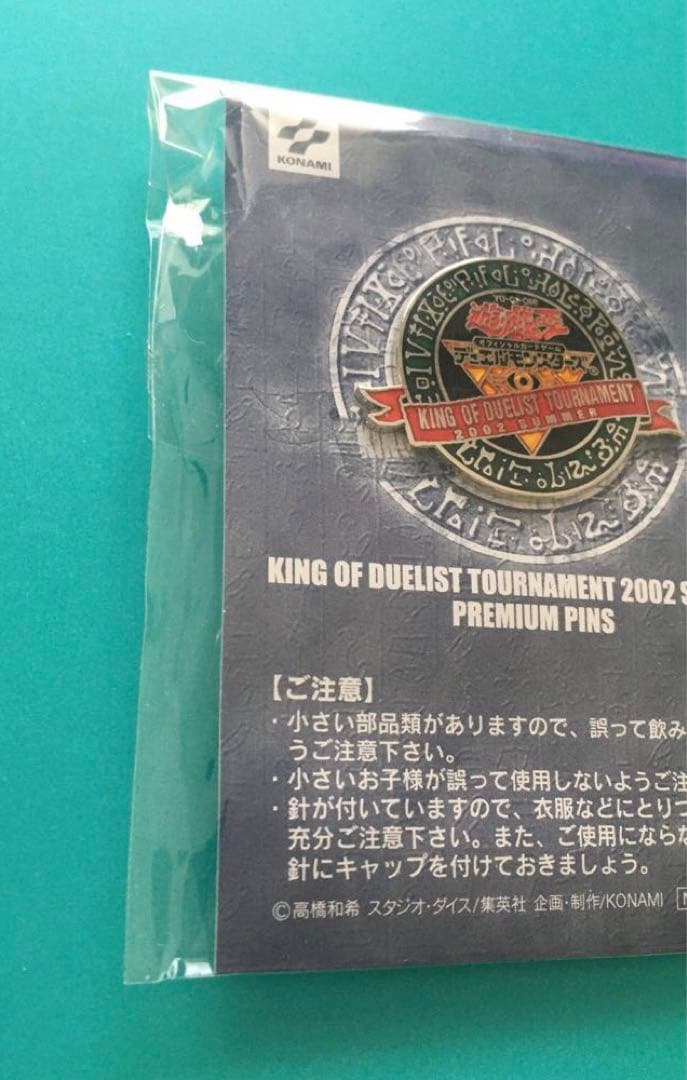 KONAMI
YU-GI-OH!
遊戯王
オフィシャルカードゲーム
デュエルモンスターズ®
KING OF DUELIST TOURNAMENT
2002 SUMMER
KING OF DUELIST TOURNAMENT 2002 S
PREMIUM PINS
【ご注意】
・小さい部品類がありますので、誤って飲み
うご注意下さい。
・小さいお子様が誤って使用しないようご注
・針が付いていますので、衣服などにとりつ
充分ご注意下さい。また、ご使用にならな
針にキャップを付けておきましょう。
©高橋和希 スタジオ・ダイス/集英社 企画・制作/KONAMI